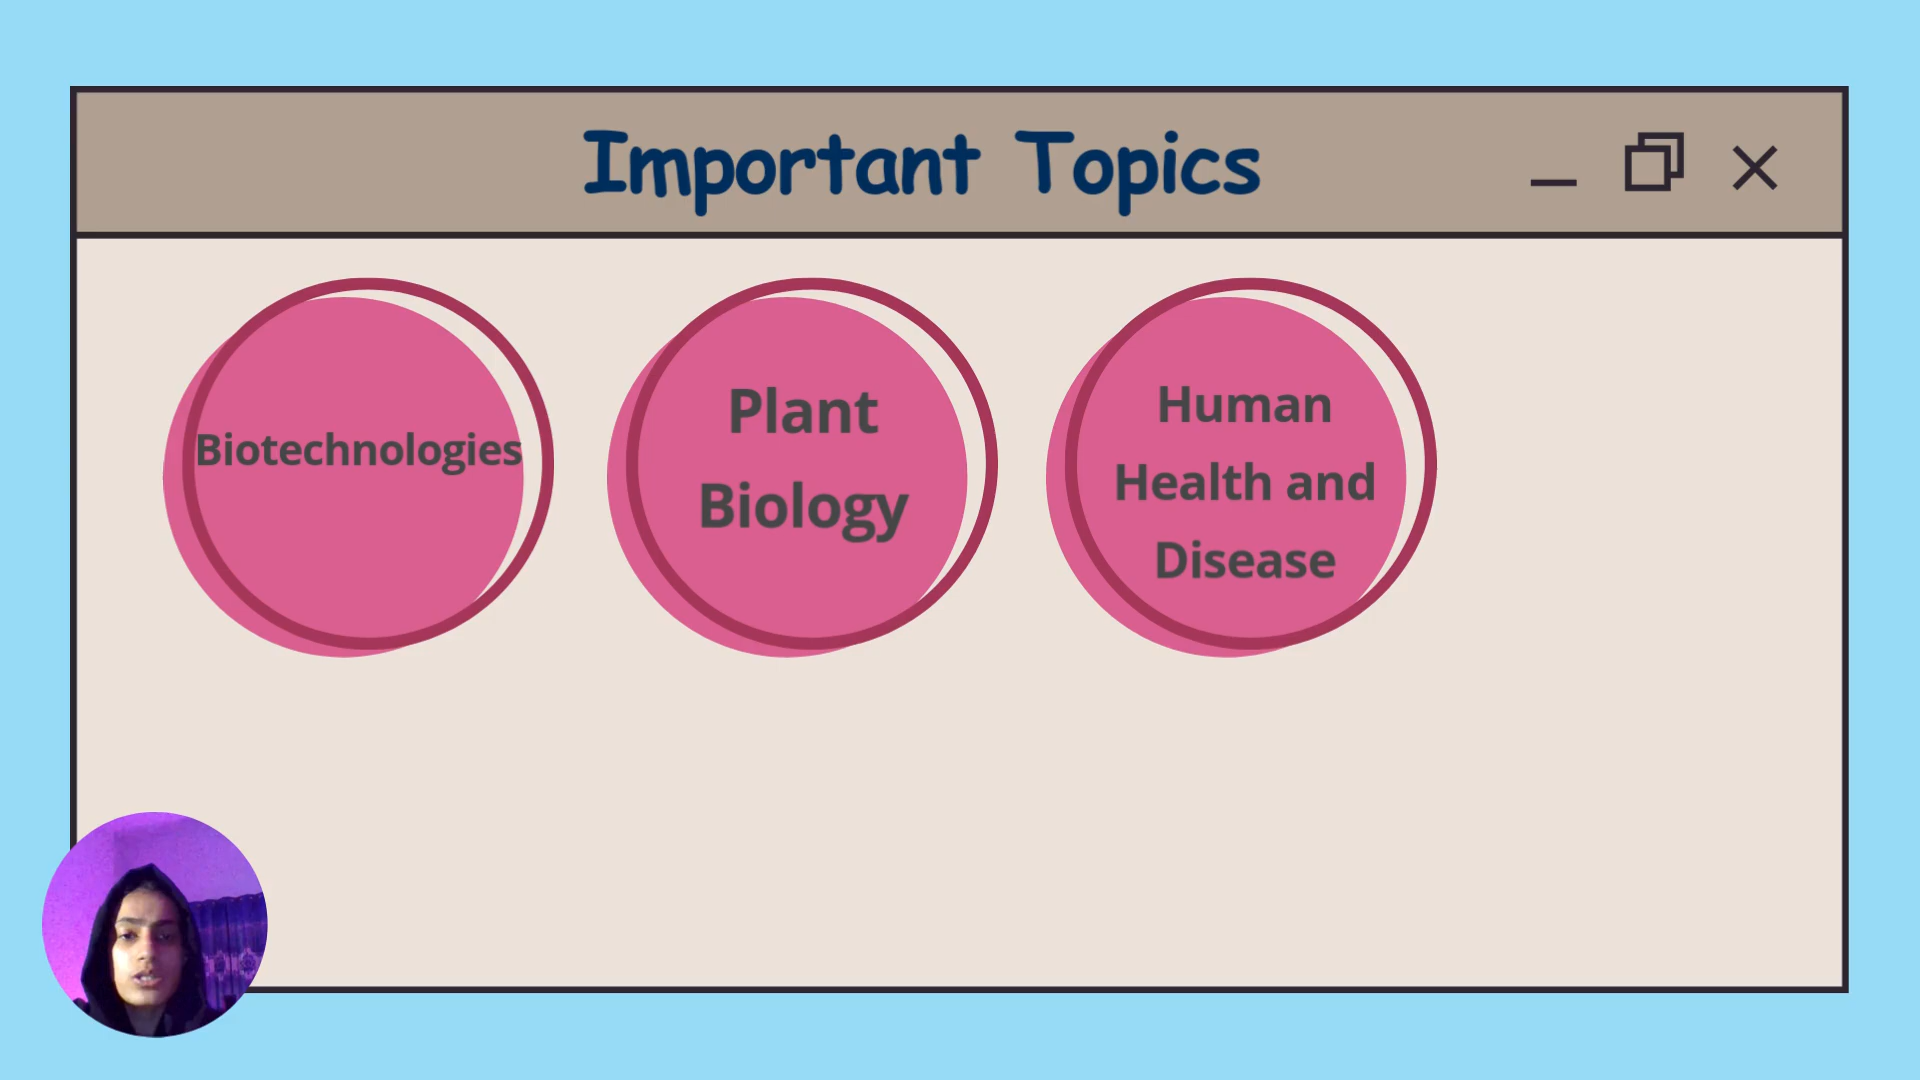 Important Topics
Biotechnologies
Plant
Biology
Human
Health and
Disease